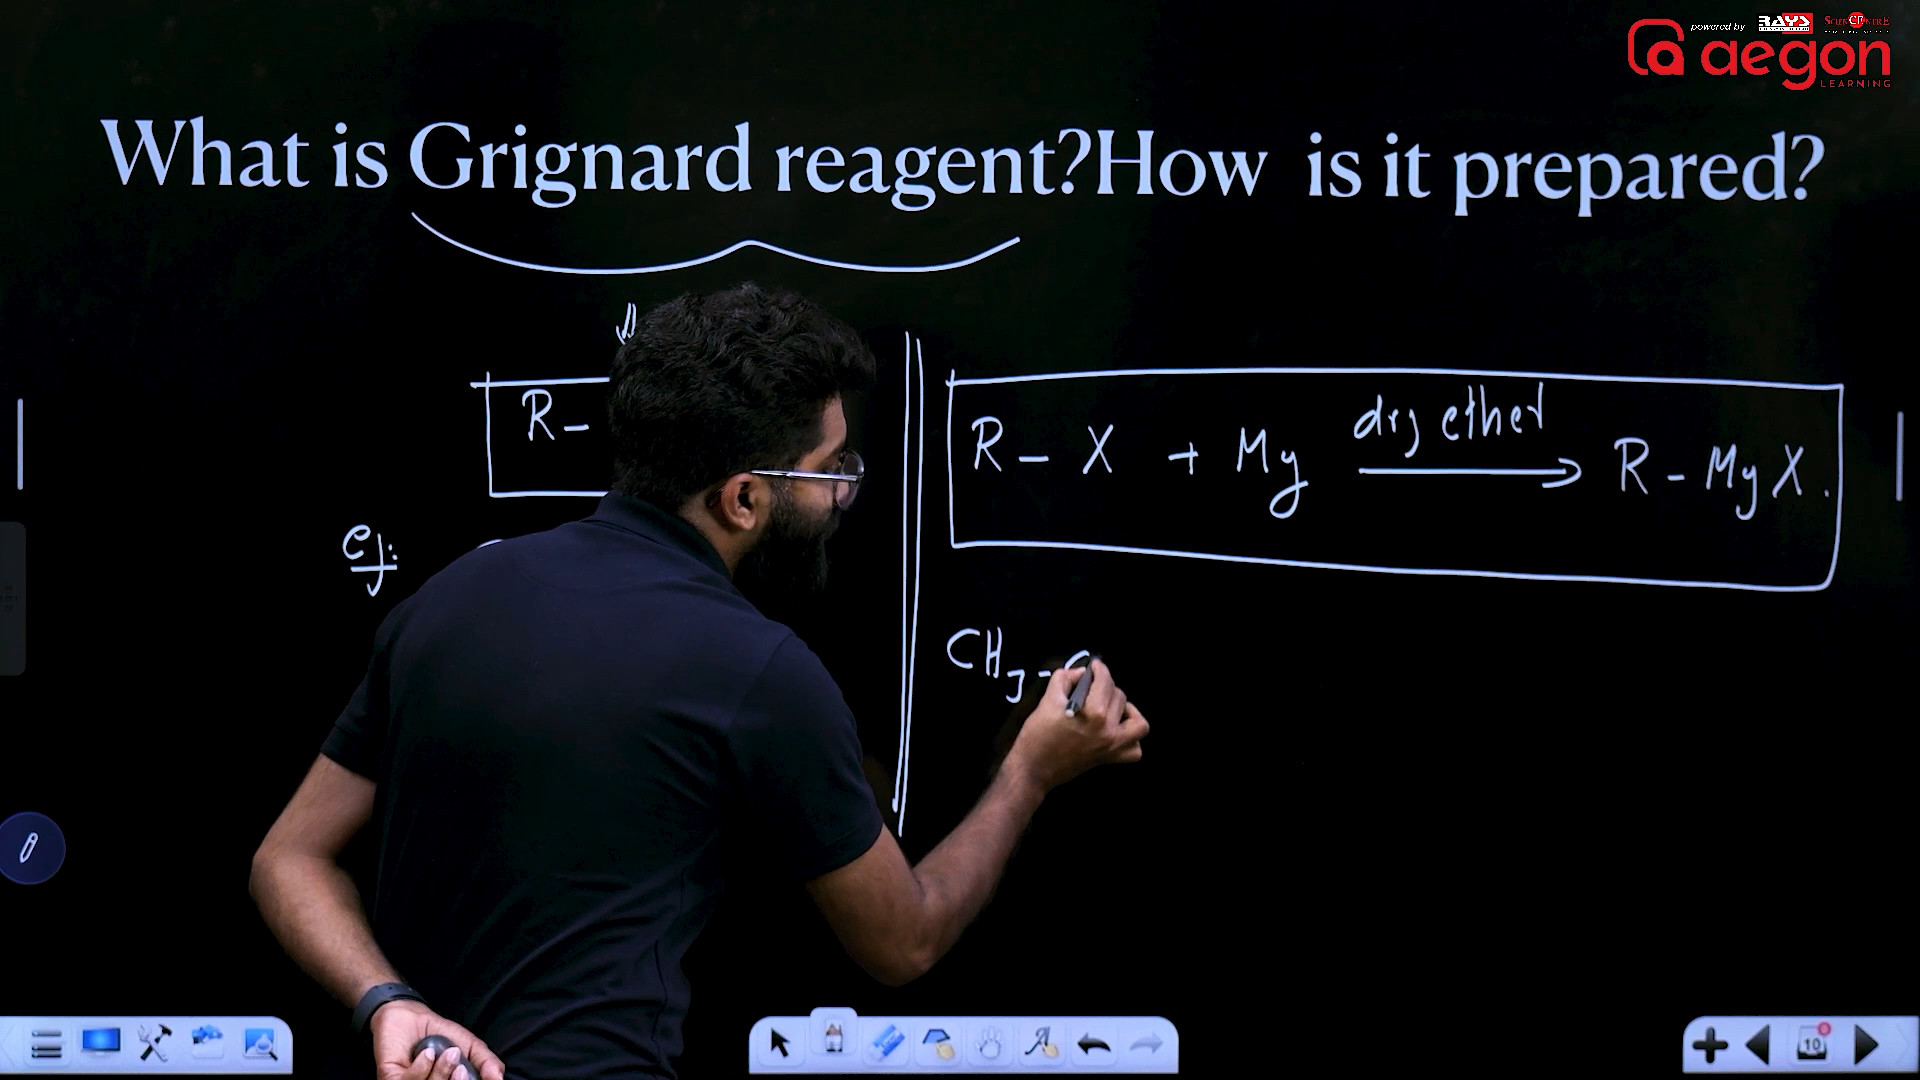 powered by RAYS
aegon
LEARNING
What is Grignard reagent?How is it prepared?
R –
R – X + Mg dry ether → R – MgX.
eg:
CH3 –
10